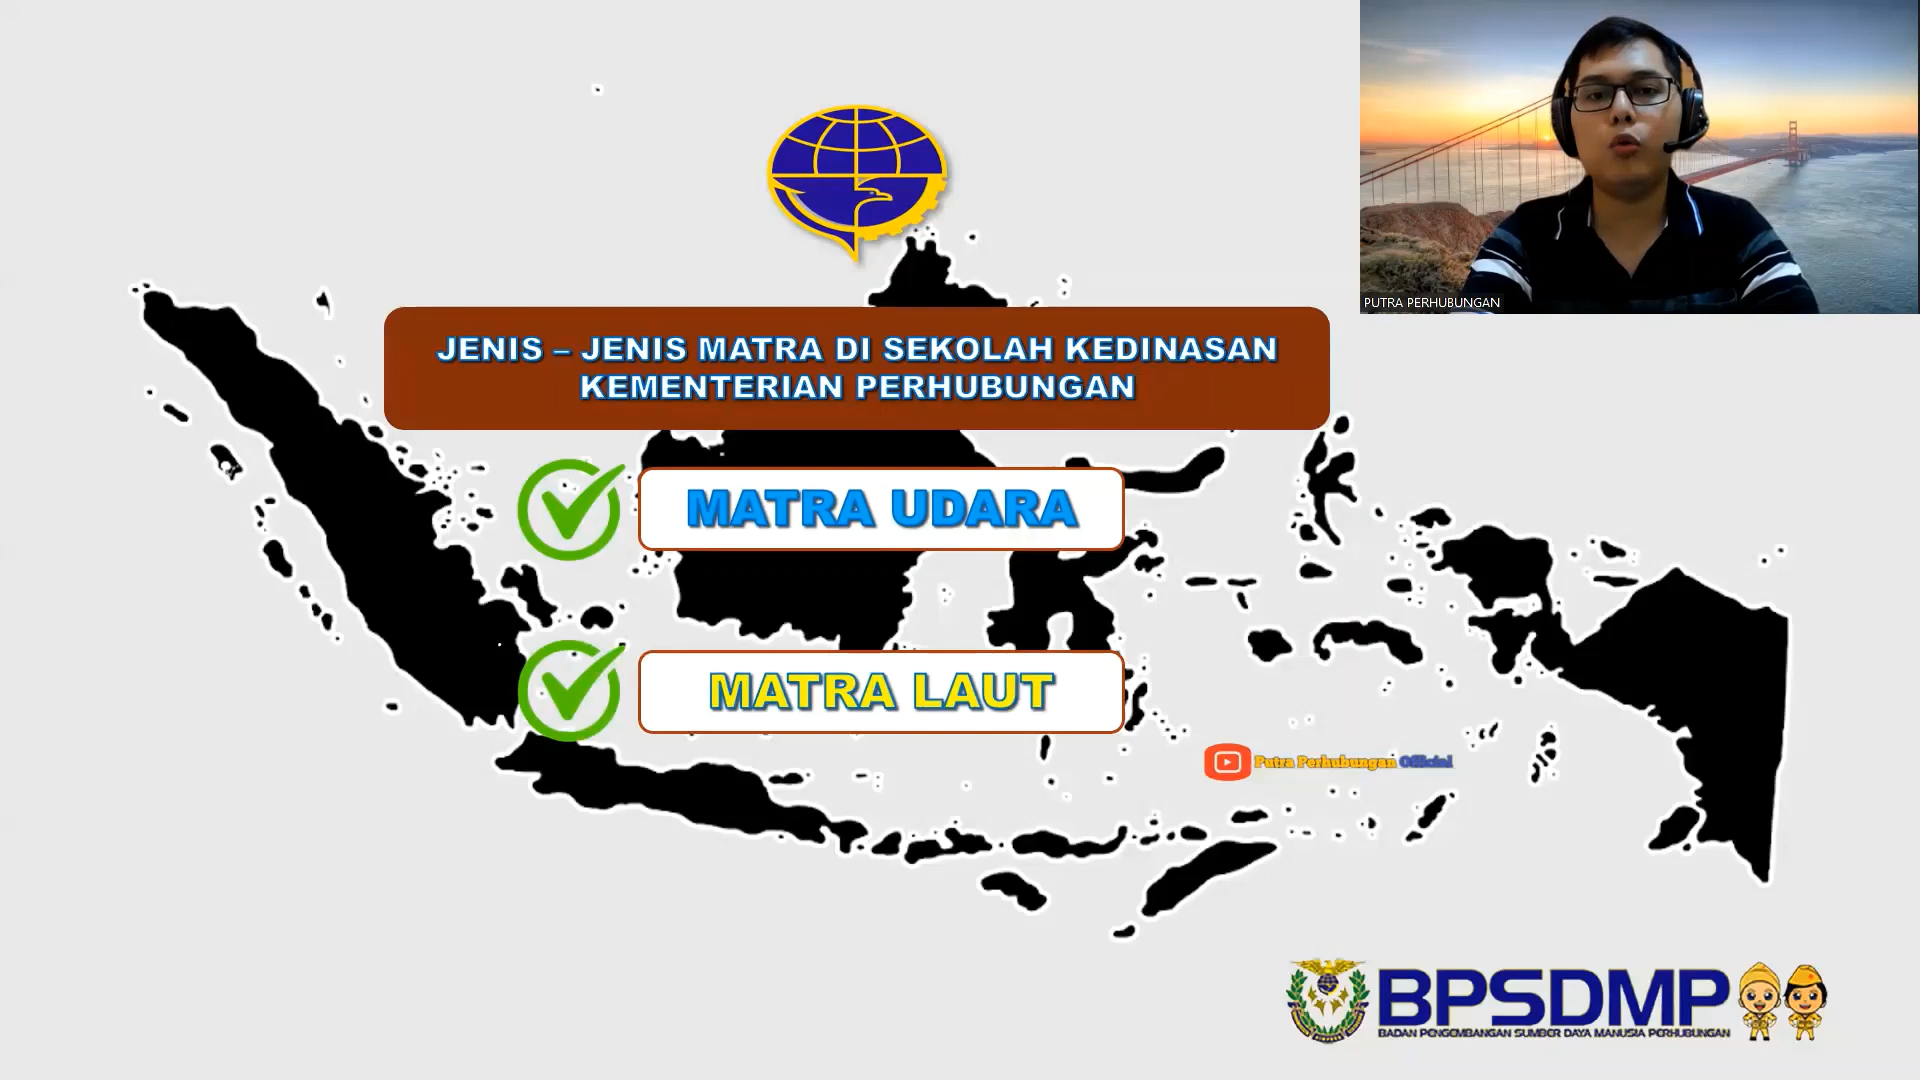 PUTRA PERHUBUNGAN
JENIS – JENIS MATRA DI SEKOLAH KEDINASAN
KEMENTERIAN PERHUBUNGAN
MATRA UDARA
MATRA LAUT
Putra Perhubungan Official
BPSDMP
BADAN PENGEMBANGAN SUMBER DAYA MANUSIA PERHUBUNGAN